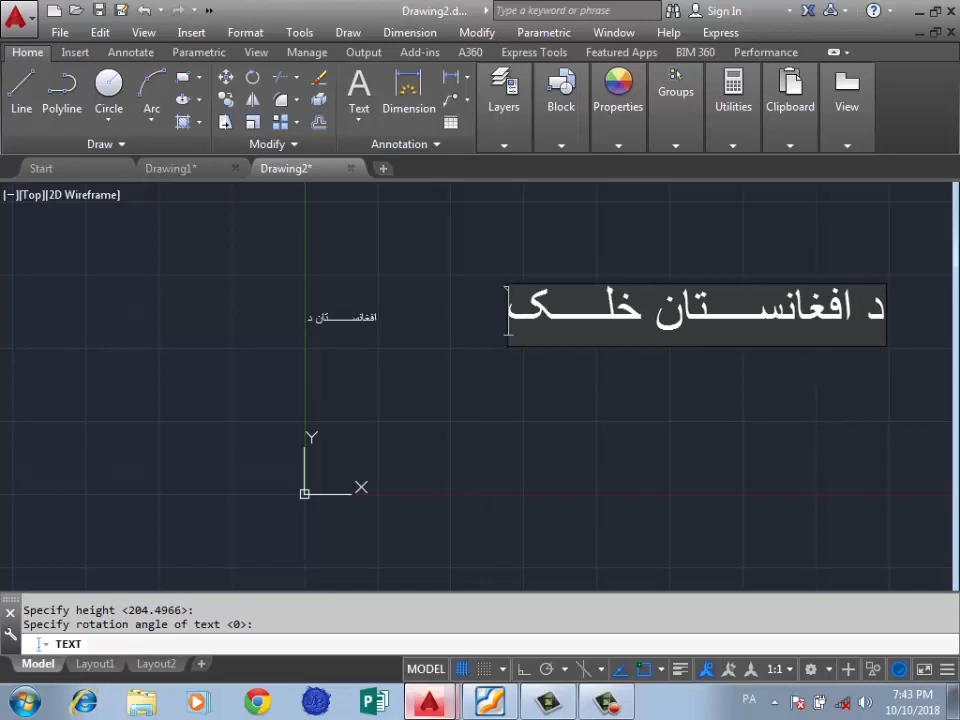 Drawing2.d...
Type a keyword or phrase
Sign In
File Edit View Insert Format Tools Draw Dimension Modify Parametric Window Help Express
Home Insert Annotate Parametric View Manage Output Add-ins A360 Express Tools Featured Apps BIM 360 Performance
Line Polyline Circle Arc Text Dimension Layers Block Properties Groups Utilities Clipboard View
Draw Modify Annotation
Start Drawing1* Drawing2*
[−][Top][2D Wireframe]
د افغانســـتان خلـــک
افغانســـــتان د
Y
X
Specify height <204.4966>:
Specify rotation angle of text <0>:
TEXT
Model Layout1 Layout2 +
MODEL
1:1
PA
7:43 PM
10/10/2018